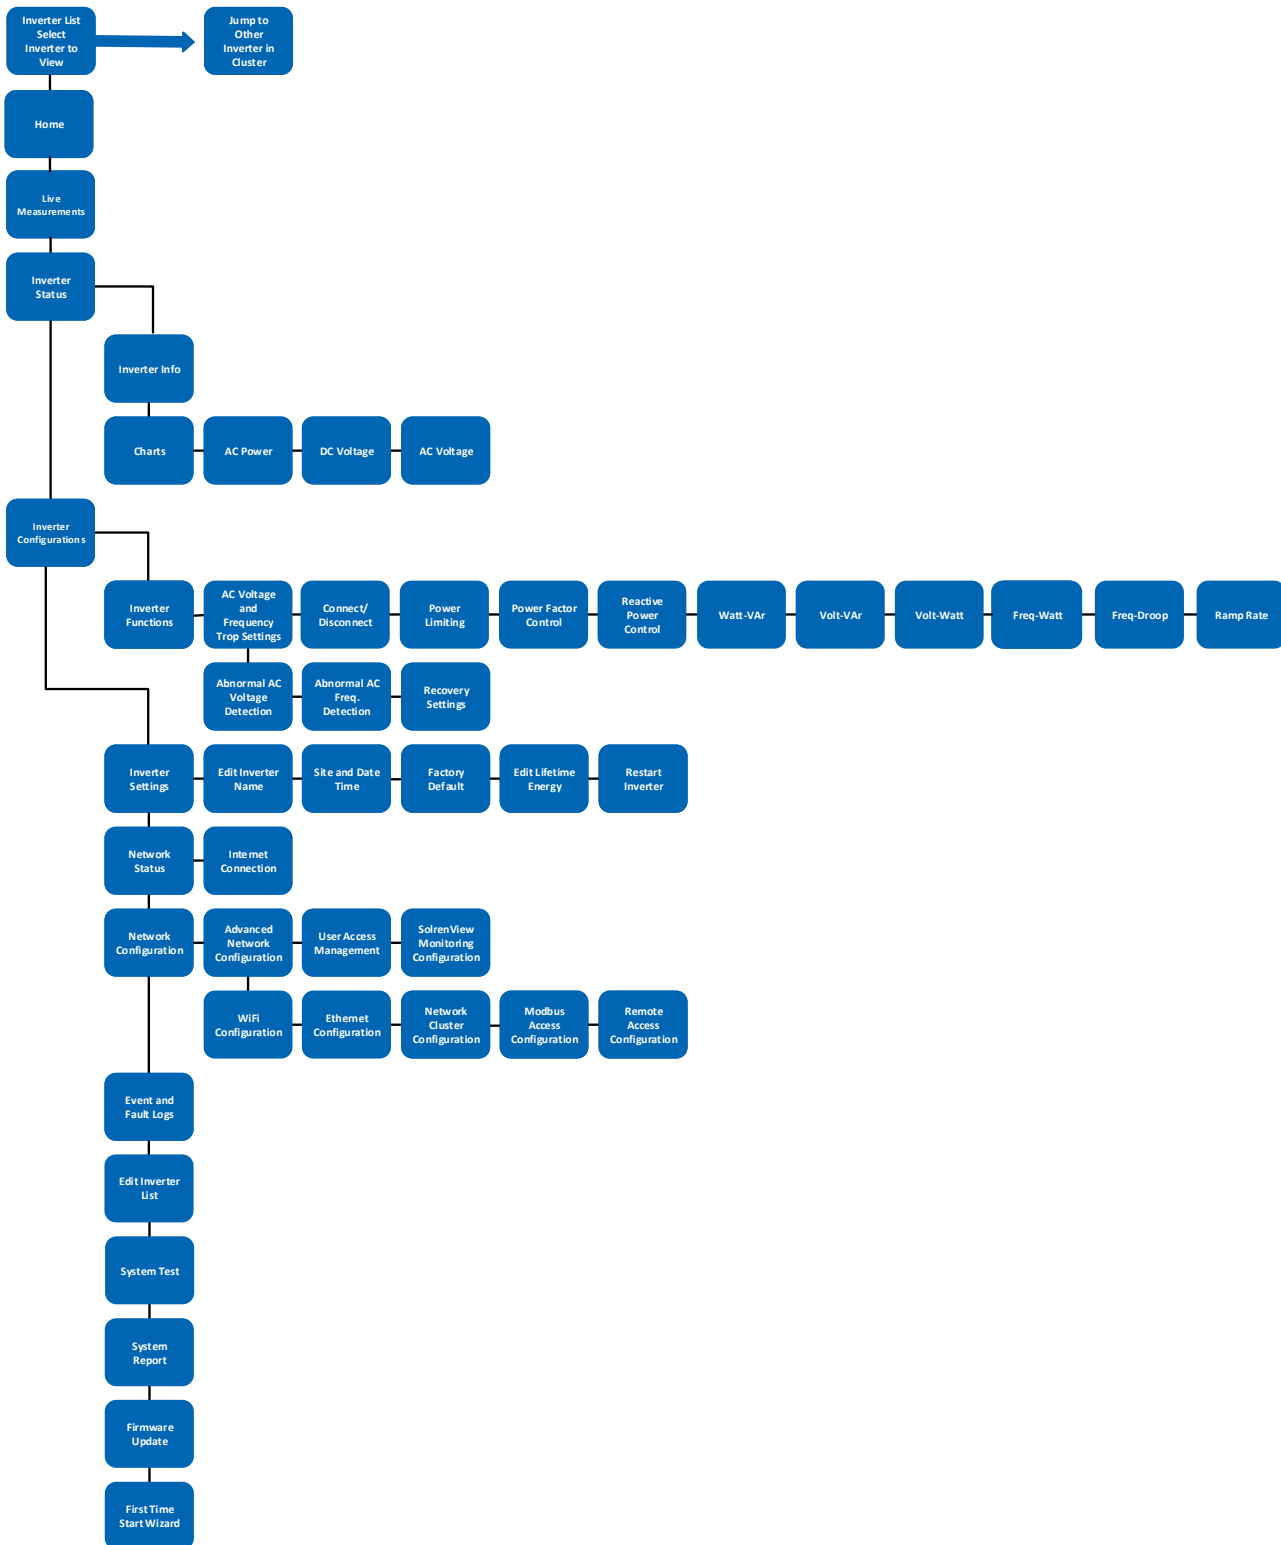 Inverter List
Select
Inverter to
View
Jump to
Other
Inverter in
Cluster
Home
Live
Measurements
Inverter
Status
Inverter Info
Charts
AC Power
DC Voltage
AC Voltage
Inverter
Configurations
Inverter
Functions
AC Voltage
and
Frequency
Trop Settings
Connect/
Disconnect
Power
Limiting
Power Factor
Control
Reactive
Power
Control
Watt-VAr
Volt-VAr
Volt-Watt
Freq-Watt
Freq-Droop
Ramp Rate
Abnormal AC
Voltage
Detection
Abnormal AC
Freq.
Detection
Recovery
Settings
Inverter
Settings
Edit Inverter
Name
Site and Date
Time
Factory
Default
Edit Lifetime
Energy
Restart
Inverter
Network
Status
Internet
Connection
Network
Configuration
Advanced
Network
Configuration
User Access
Management
SolrenView
Monitoring
Configuration
WiFi
Configuration
Ethernet
Configuration
Network
Cluster
Configuration
Modbus
Access
Configuration
Remote
Access
Configuration
Event and
Fault Logs
Edit Inverter
List
System Test
System
Report
Firmware
Update
First Time
Start Wizard